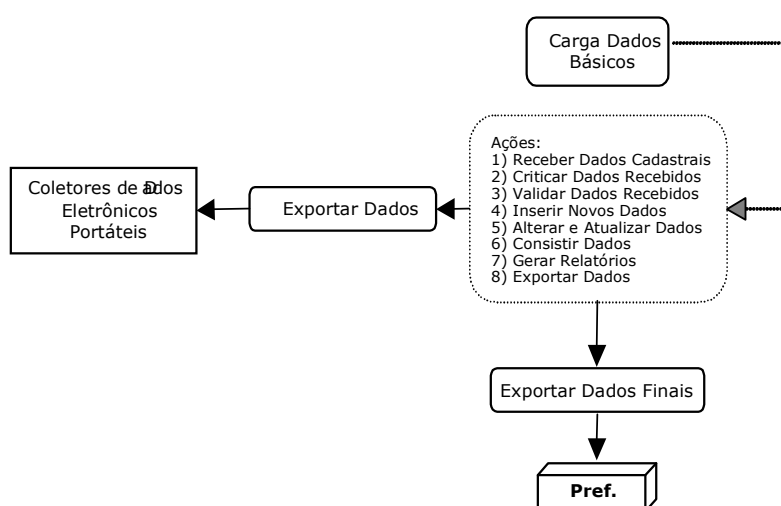 Carga Dados
Básicos
Ações:
1) Receber Dados Cadastrais
2) Criticar Dados Recebidos
3) Validar Dados Recebidos
4) Inserir Novos Dados
5) Alterar e Atualizar Dados
6) Consistir Dados
7) Gerar Relatórios
8) Exportar Dados
Coletores de Dados
Eletrônicos
Portáteis
Exportar Dados
Exportar Dados Finais
Pref.